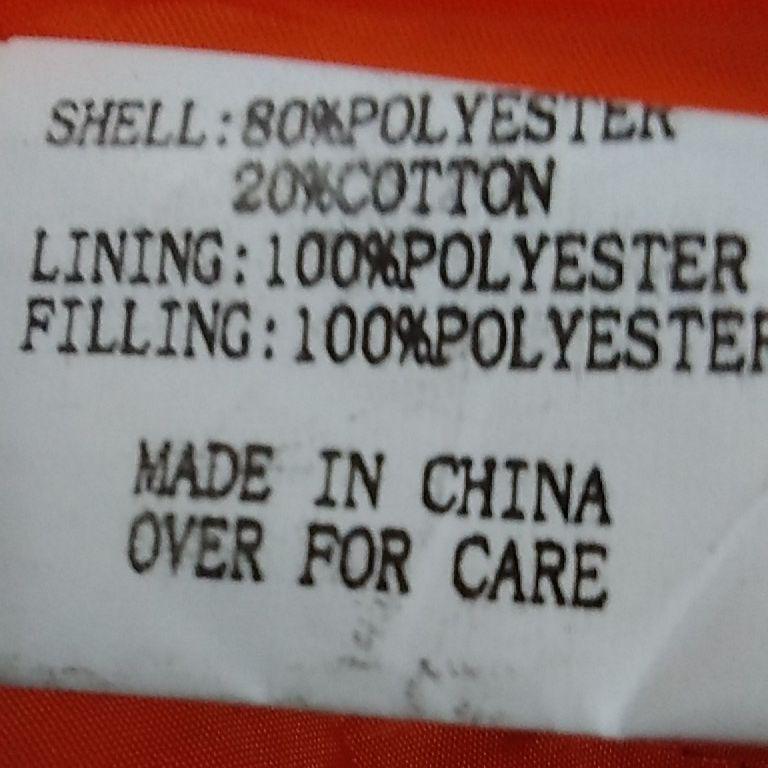 SHELL:80%POLYESTER
20%COTTON
LINING:100%POLYESTER
FILLING:100%POLYESTER
MADE IN CHINA
OVER FOR CARE